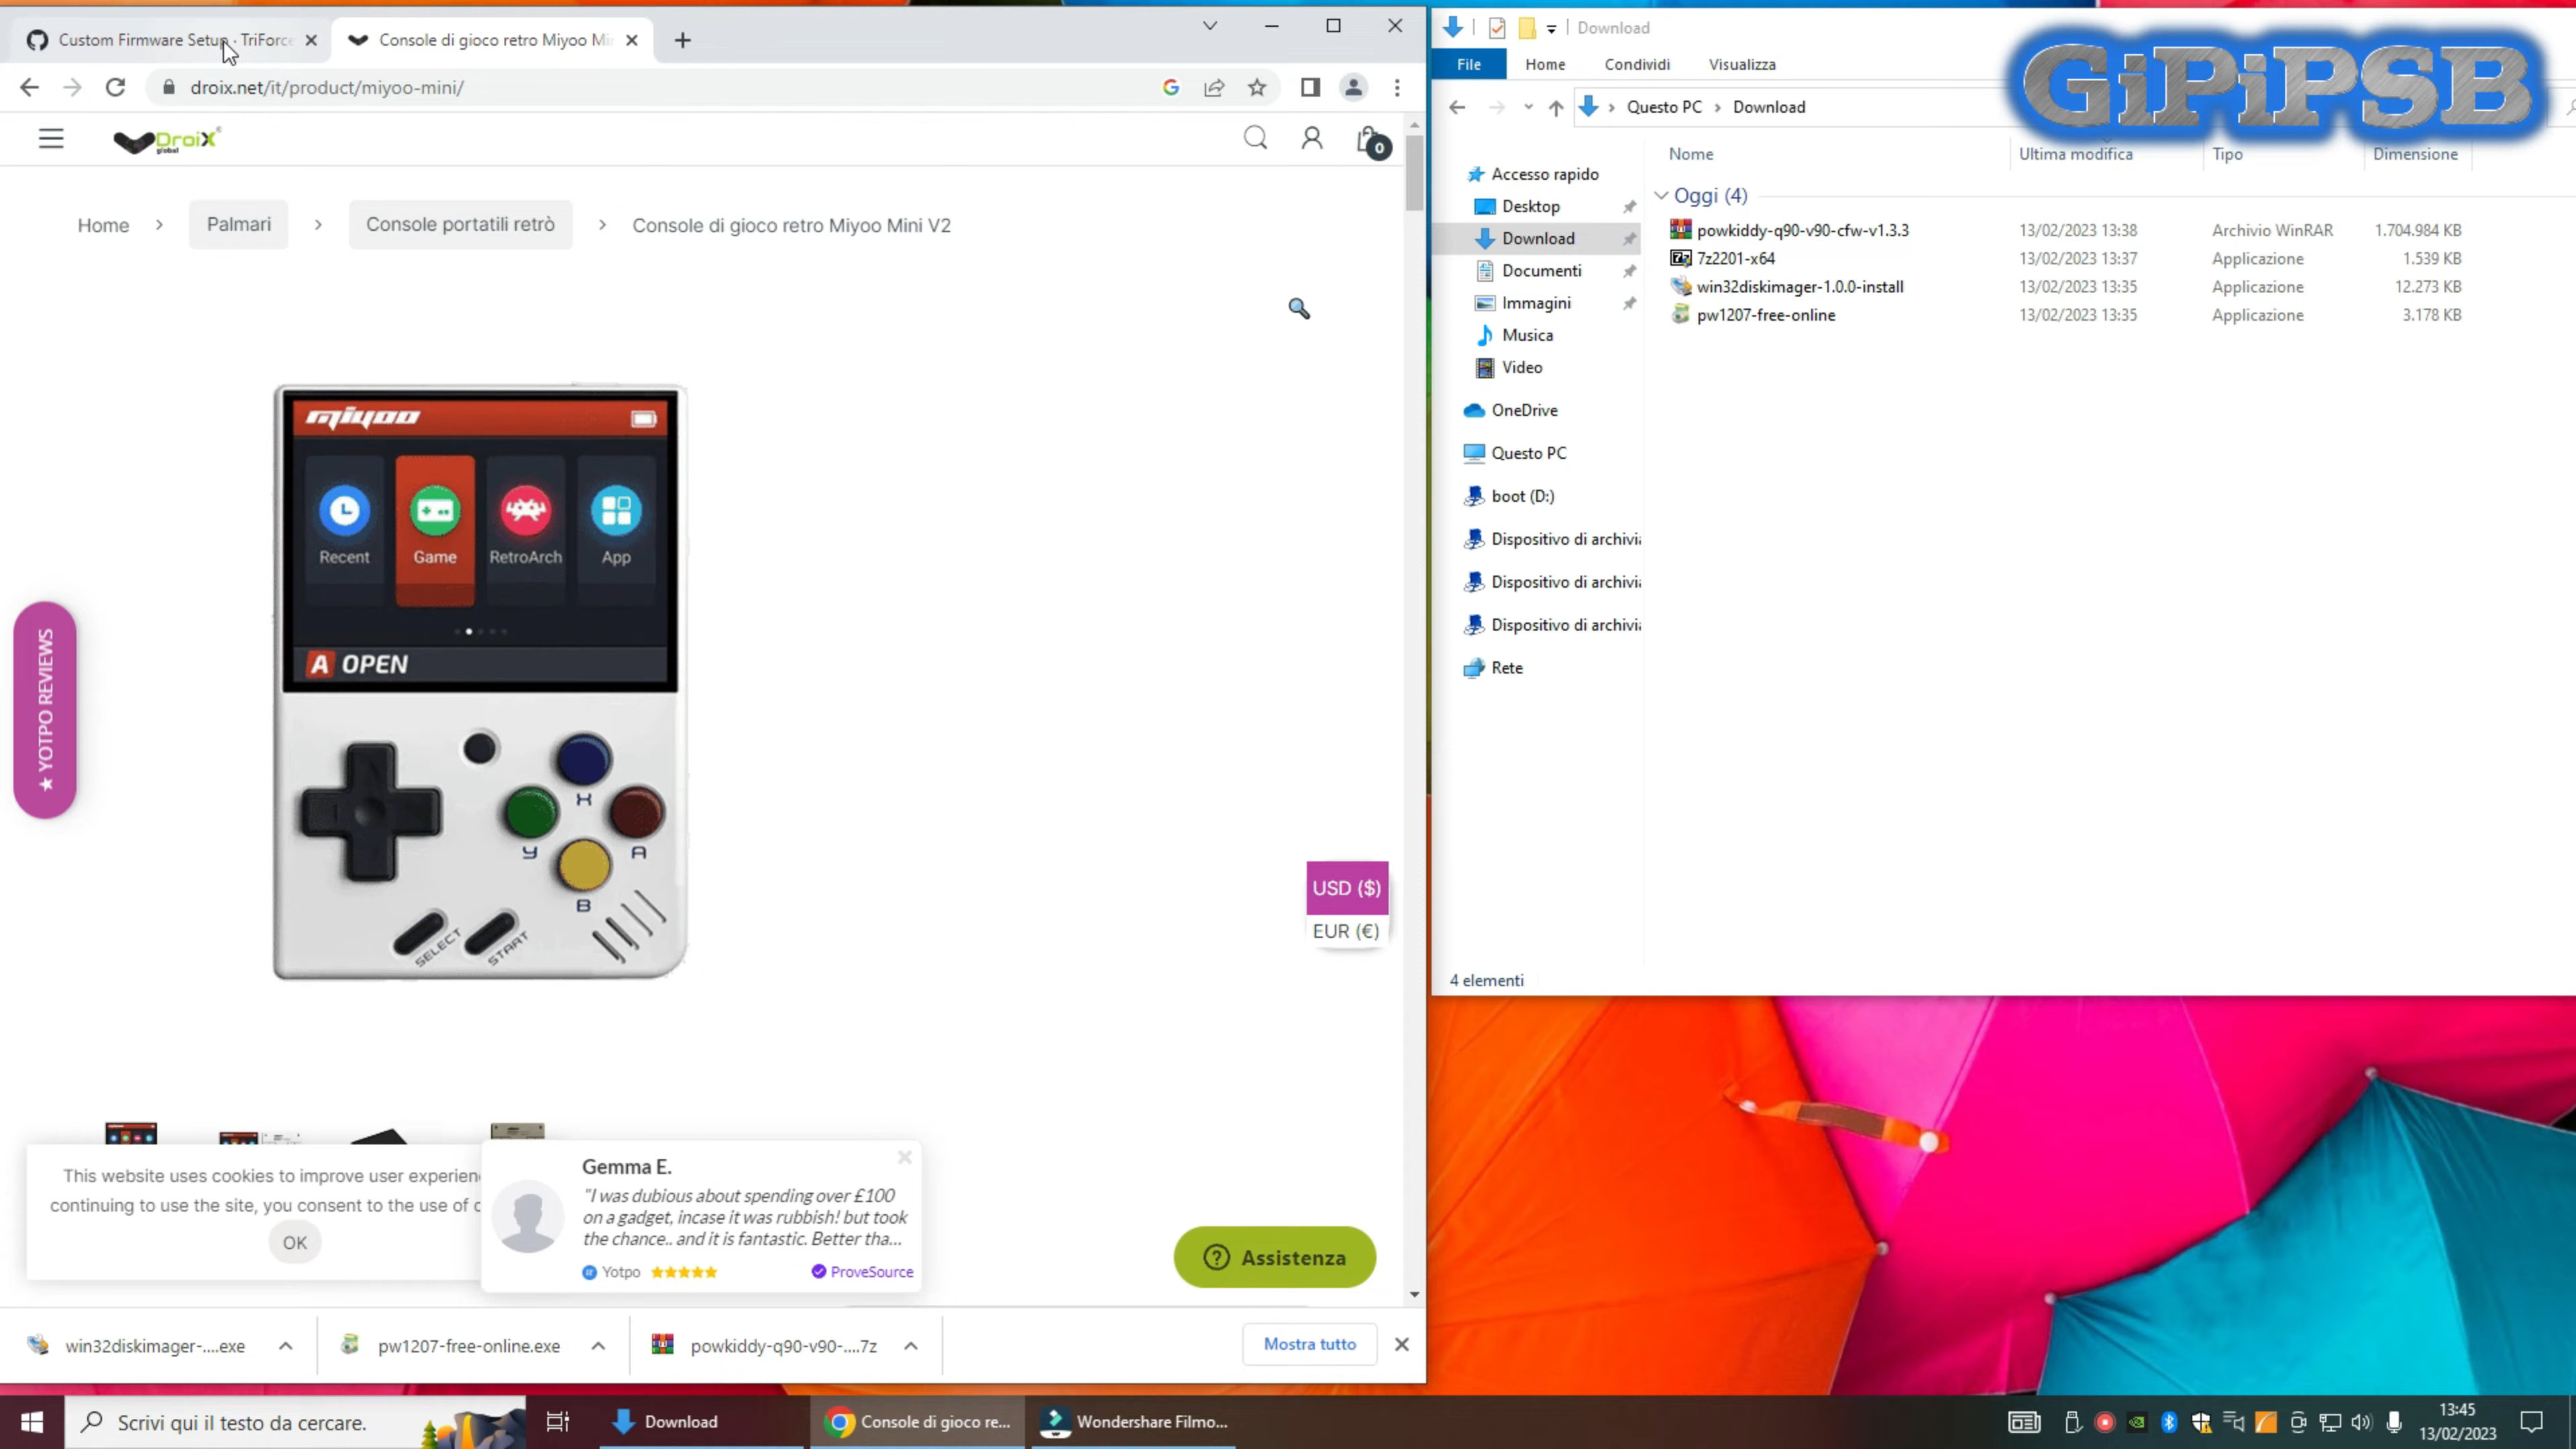 Custom Firmware Setup · TriForce
Console di gioco retro Miyoo Mi
droix.net/it/product/miyoo-mini/
DroiX
global
0
Home > Palmari > Console portatili retrò > Console di gioco retro Miyoo Mini V2
miyoo
Recent
Game
RetroArch
App
A OPEN
X
Y
A
B
SELECT
START
★ YOTPO REVIEWS
USD ($)
EUR (€)
This website uses cookies to improve user experien
continuing to use the site, you consent to the use of c
OK
Gemma E.
"I was dubious about spending over £100
on a gadget, incase it was rubbish! but took
the chance.. and it is fantastic. Better tha...
Yotpo
ProveSource
Assistenza
win32diskimager-....exe
pw1207-free-online.exe
powkiddy-q90-v90-....7z
Mostra tutto
Download
File
Home
Condividi
Visualizza
Questo PC > Download
GiPiPSB
Nome
Ultima modifica
Tipo
Dimensione
Accesso rapido
Desktop
Download
Documenti
Immagini
Musica
Video
OneDrive
Questo PC
boot (D:)
Dispositivo di archivia
Dispositivo di archivia
Dispositivo di archivia
Rete
Oggi (4)
powkiddy-q90-v90-cfw-v1.3.3 13/02/2023 13:38 Archivio WinRAR 1.704.984 KB
7z2201-x64 13/02/2023 13:37 Applicazione 1.539 KB
win32diskimager-1.0.0-install 13/02/2023 13:35 Applicazione 12.273 KB
pw1207-free-online 13/02/2023 13:35 Applicazione 3.178 KB
4 elementi
Scrivi qui il testo da cercare.
Download
Console di gioco re...
Wondershare Filmo...
13:45
13/02/2023